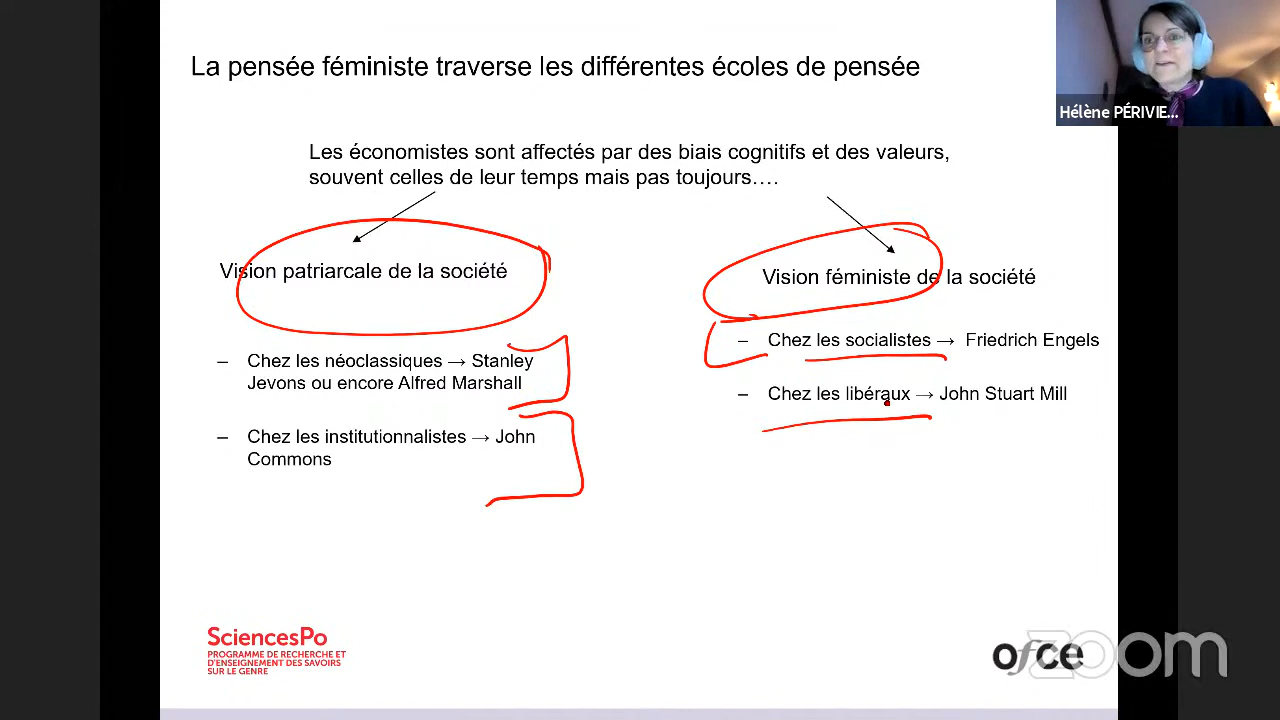 La pensée féministe traverse les différentes écoles de pensée
Hélène PÉRIVIE...
Les économistes sont affectés par des biais cognitifs et des valeurs,
souvent celles de leur temps mais pas toujours….
Vision patriarcale de la société
– Chez les néoclassiques → Stanley
Jevons ou encore Alfred Marshall
– Chez les institutionnalistes → John
Commons
Vision féministe de la société
– Chez les socialistes → Friedrich Engels
– Chez les libéraux → John Stuart Mill
SciencesPo
PROGRAMME DE RECHERCHE ET
D'ENSEIGNEMENT DES SAVOIRS
SUR LE GENRE
ofce
zoom